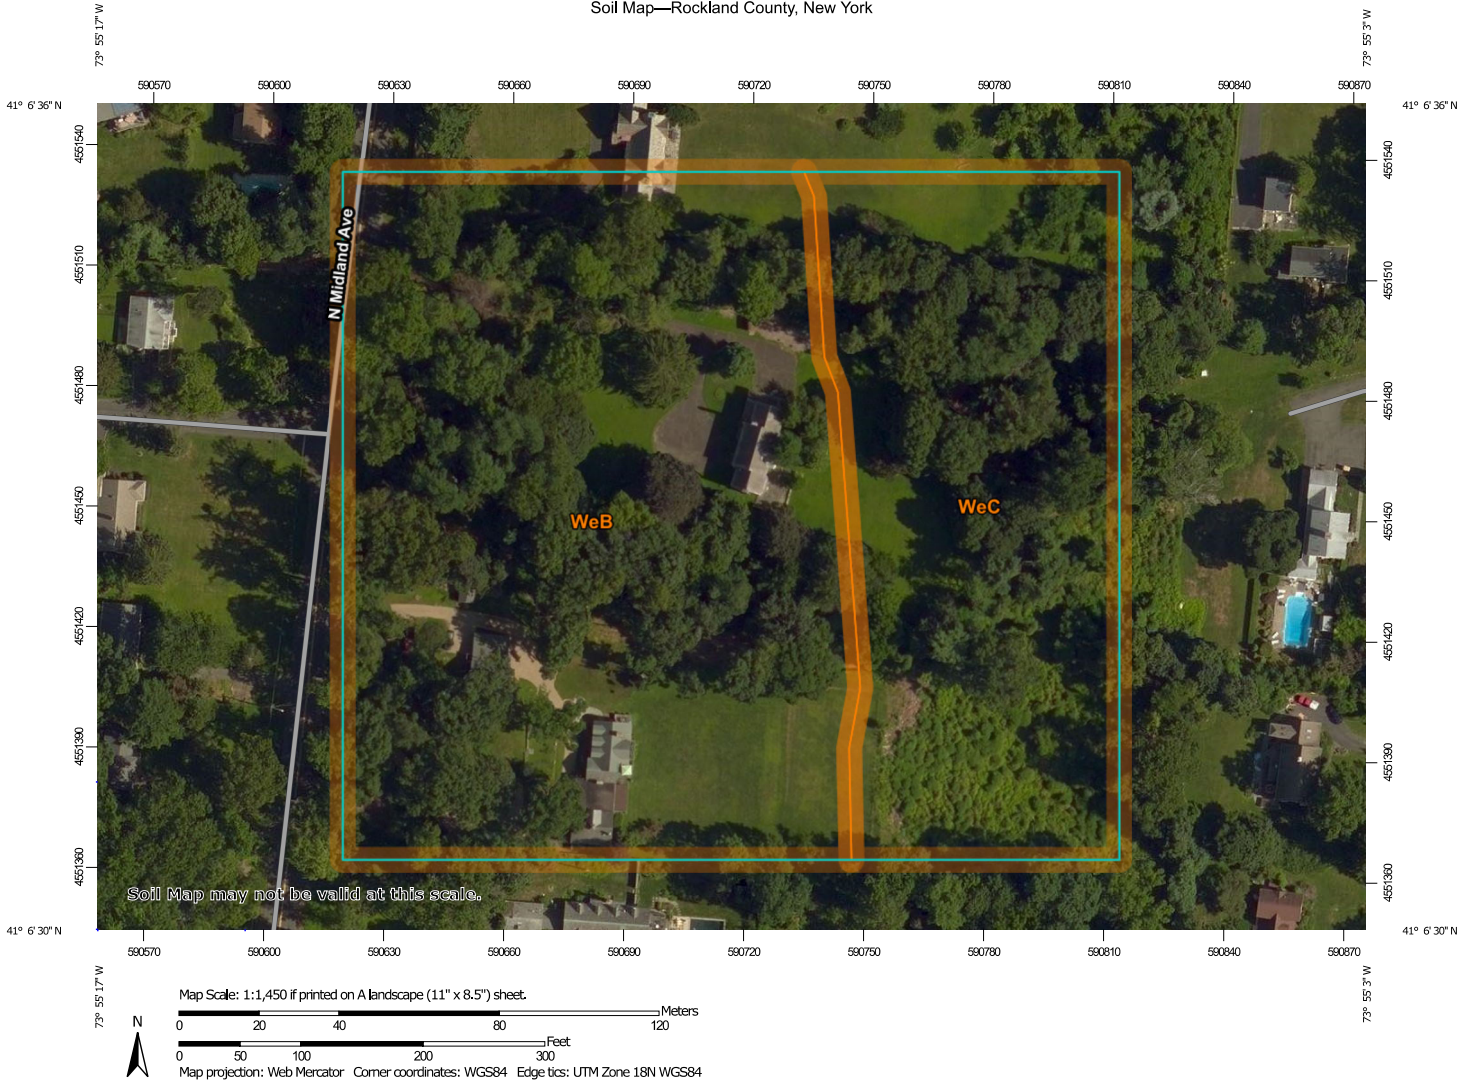 Soil Map—Rockland County, New York
73° 55' 17'' W
73° 55' 3'' W
590570 590600 590630 590660 590690 590720 590750 590780 590810 590840 590870
41° 6' 36'' N
41° 6' 36'' N
4551540
4551510
4551480
4551450
4551420
4551390
4551360
4551540
4551510
4551480
4551450
4551420
4551390
4551360
N Midland Ave
WeB
WeC
Soil Map may not be valid at this scale.
41° 6' 30'' N
41° 6' 30'' N
590570 590600 590630 590660 590690 590720 590750 590780 590810 590840 590870
73° 55' 17'' W
73° 55' 3'' W
Map Scale: 1:1,450 if printed on A landscape (11" x 8.5") sheet.
N
Meters
0 20 40 80 120
Feet
0 50 100 200 300
Map projection: Web Mercator Corner coordinates: WGS84 Edge tics: UTM Zone 18N WGS84